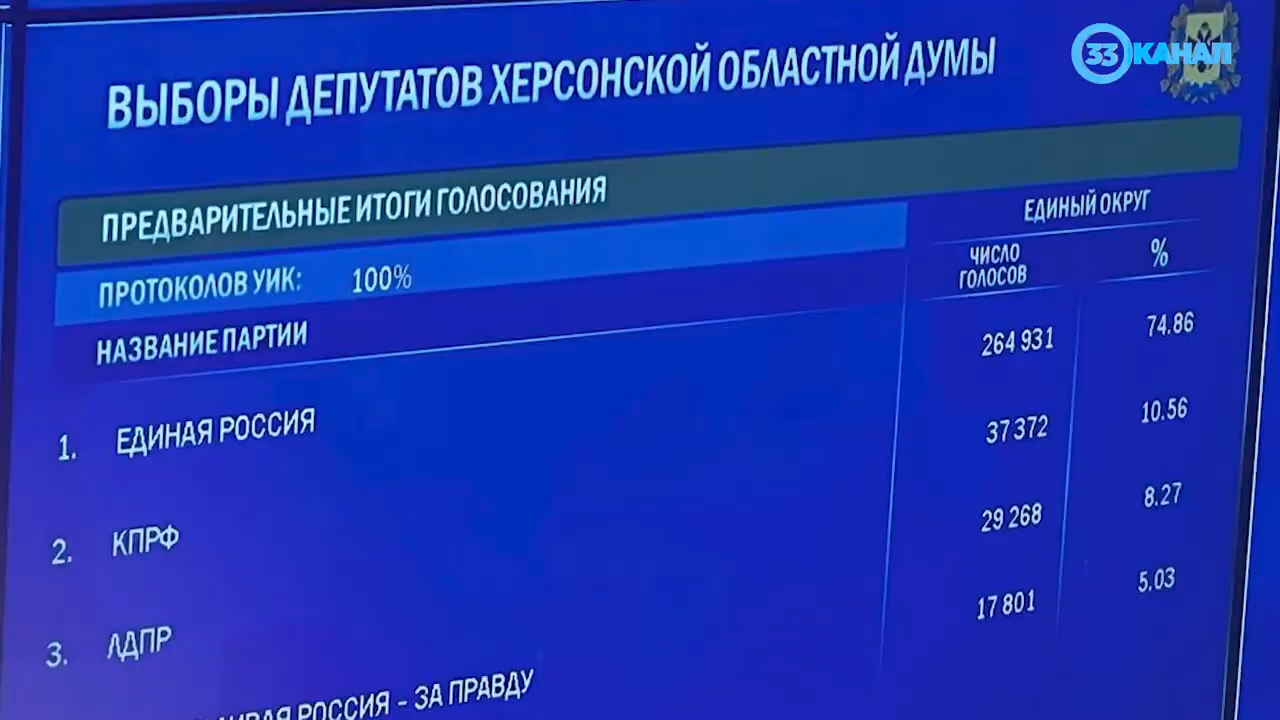 33 КАНАЛ
ВЫБОРЫ ДЕПУТАТОВ ХЕРСОНСКОЙ ОБЛАСТНОЙ ДУМЫ
ПРЕДВАРИТЕЛЬНЫЕ ИТОГИ ГОЛОСОВАНИЯ
ЕДИНЫЙ ОКРУГ
ПРОТОКОЛОВ УИК: 100%
ЧИСЛО
ГОЛОСОВ
%
НАЗВАНИЕ ПАРТИИ
264 931 74.86
1. ЕДИНАЯ РОССИЯ
37 372 10.56
2. КПРФ
29 268 8.27
3. ЛДПР
17 801 5.03
РОССИЯ - ЗА ПРАВДУ